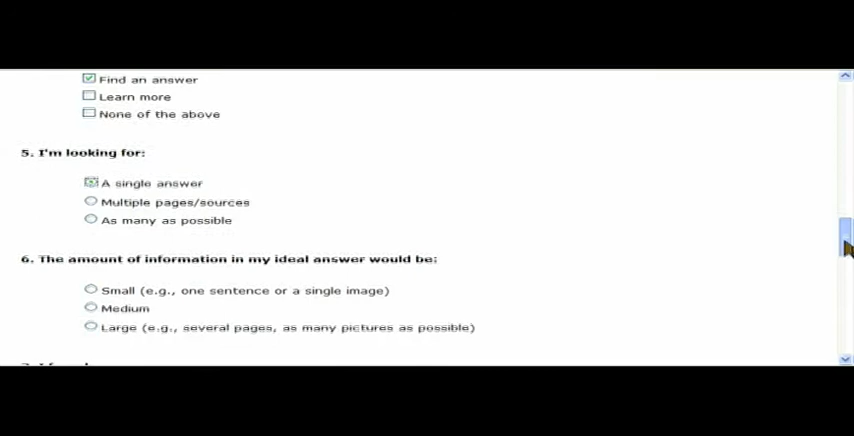 Find an answer
Learn more
None of the above
5. I'm looking for:
A single answer
Multiple pages/sources
As many as possible
6. The amount of information in my ideal answer would be:
Small (e.g., one sentence or a single image)
Medium
Large (e.g., several pages, as many pictures as possible)